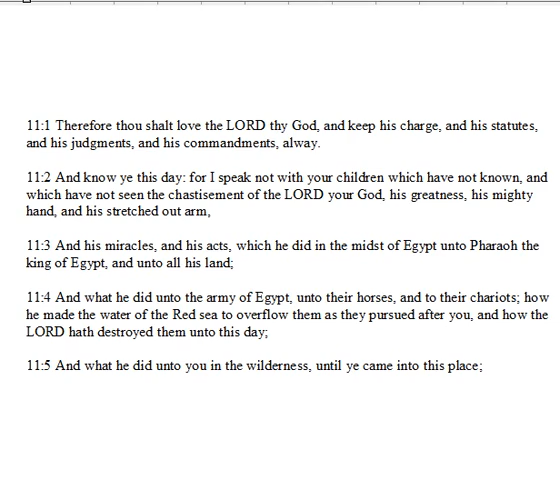 11:1 Therefore thou shalt love the LORD thy God, and keep his charge, and his statutes,
and his judgments, and his commandments, alway.
11:2 And know ye this day: for I speak not with your children which have not known, and
which have not seen the chastisement of the LORD your God, his greatness, his mighty
hand, and his stretched out arm,
11:3 And his miracles, and his acts, which he did in the midst of Egypt unto Pharaoh the
king of Egypt, and unto all his land;
11:4 And what he did unto the army of Egypt, unto their horses, and to their chariots; how
he made the water of the Red sea to overflow them as they pursued after you, and how the
LORD hath destroyed them unto this day;
11:5 And what he did unto you in the wilderness, until ye came into this place;